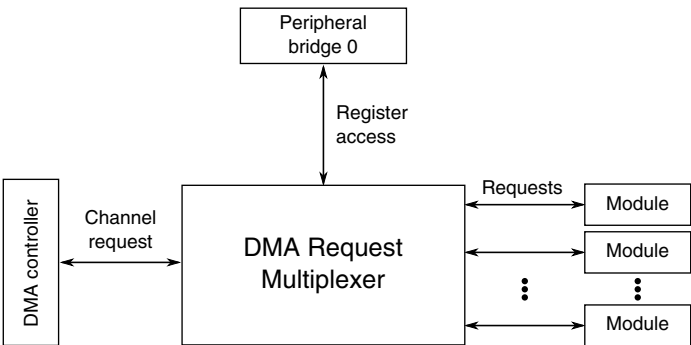 Peripheral
bridge 0
Register
access
Requests
Module
Channel
request
DMA controller
DMA Request
Multiplexer
Module
Module